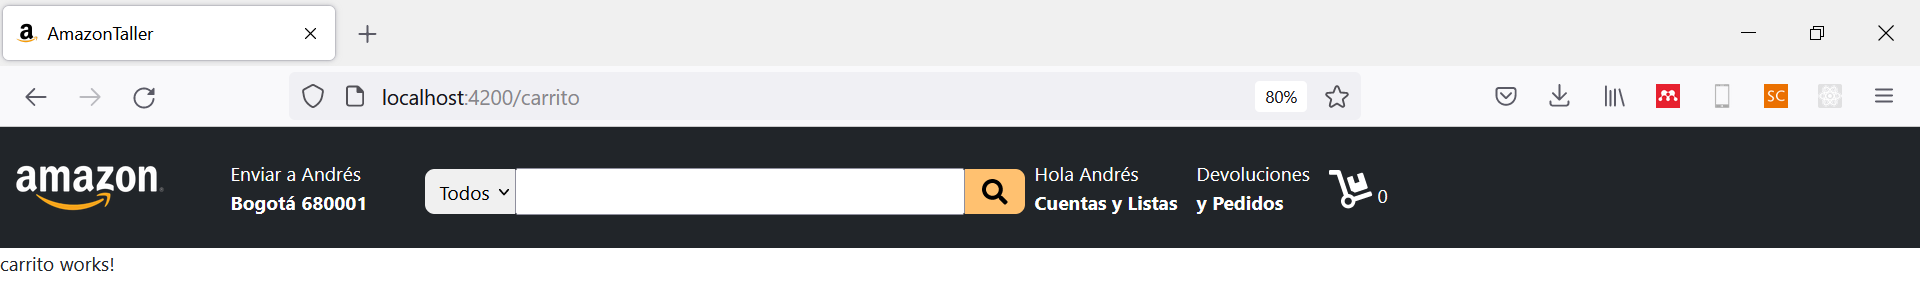 AmazonTaller
localhost:4200/carrito
80%
SC
amazon
Enviar a Andrés
Bogotá 680001
Todos
Hola Andrés
Cuentas y Listas
Devoluciones
y Pedidos
0
carrito works!